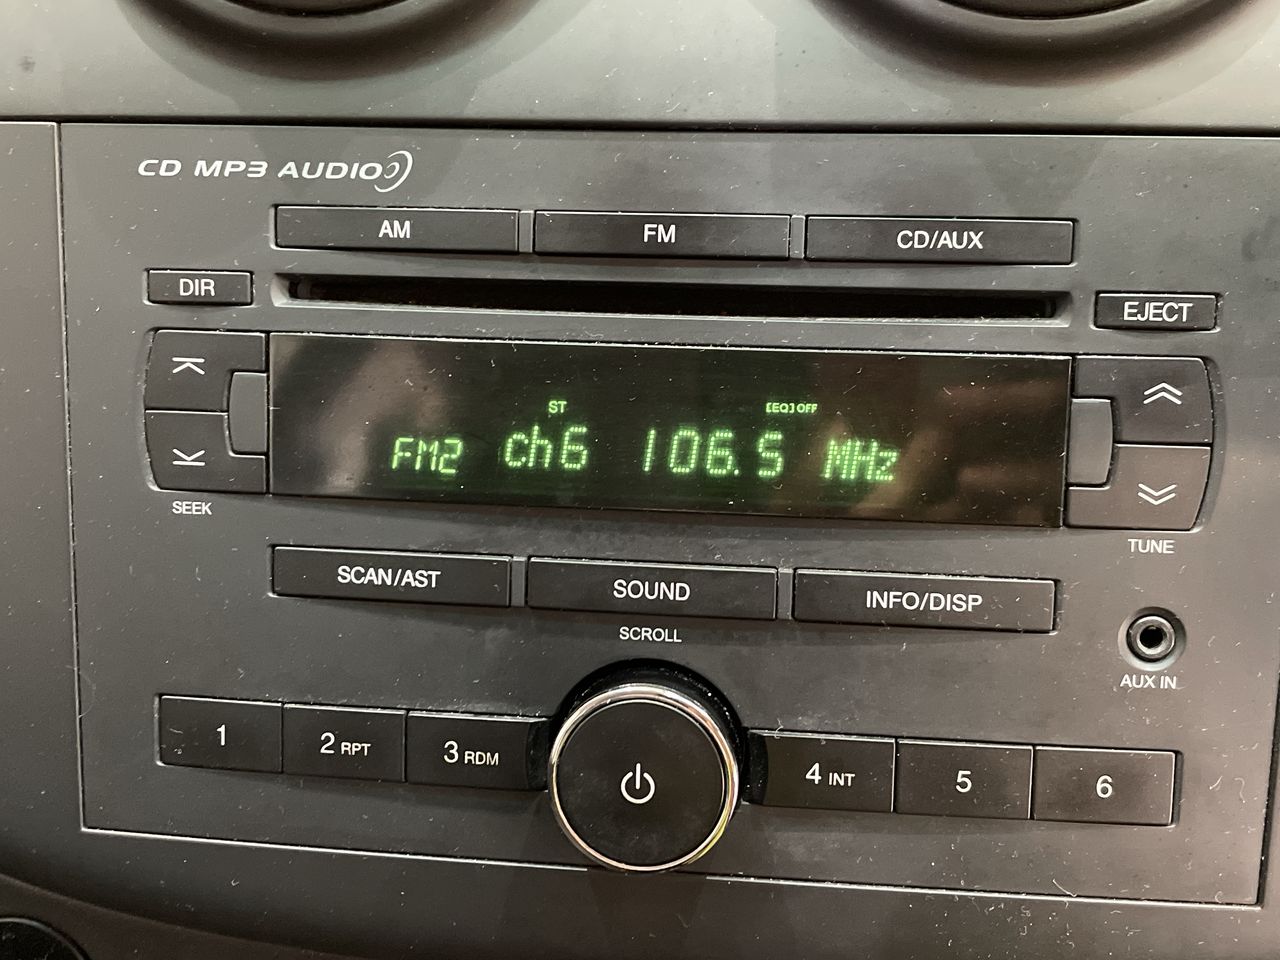 CD MP3 AUDIO
AM FM CD/AUX
DIR EJECT
ST [EQ] OFF
FM2 ch6 106.5 MHz
SEEK TUNE
SCAN/AST SOUND INFO/DISP
SCROLL
AUX IN
1 2 RPT 3 RDM 4 INT 5 6